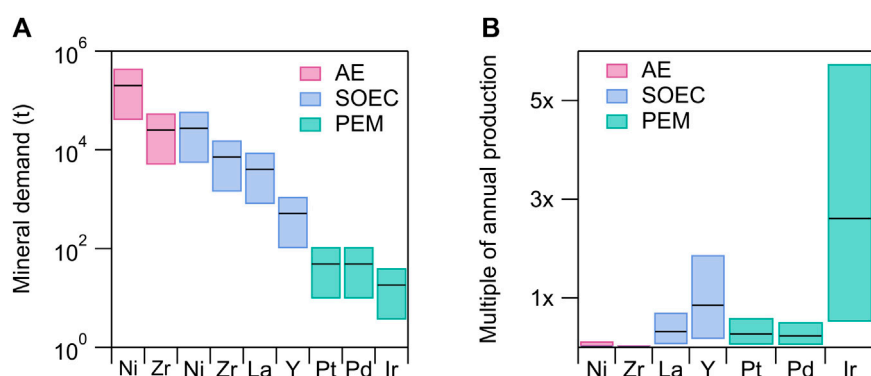 A
Mineral demand (t)
10^6
10^4
10^2
10^0
AE
SOEC
PEM
Ni Zr Ni Zr La Y Pt Pd Ir
B
Multiple of annual production
5x
3x
1x
AE
SOEC
PEM
Ni Zr La Y Pt Pd Ir